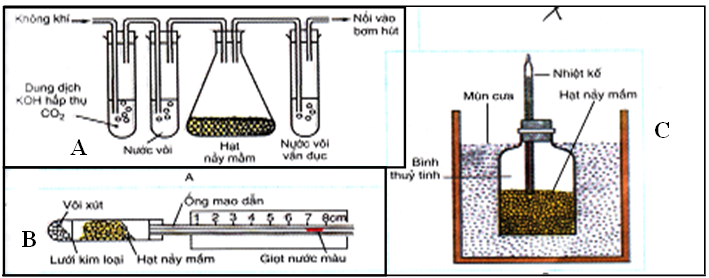 Không khí
Nối vào
bơm hút
Dung dịch
KOH hấp thụ
CO2
A
Nước vôi
Hạt
nảy mầm
Nước vôi
vẩn đục
A
Vôi xút
Ống mao dẫn
1 2 3 4 5 6 7 8cm
B
Lưới kim loại
Hạt nảy mầm
Giọt nước màu
Nhiệt kế
Mùn cưa
Hạt nảy mầm
C
Bình
thuỷ tinh